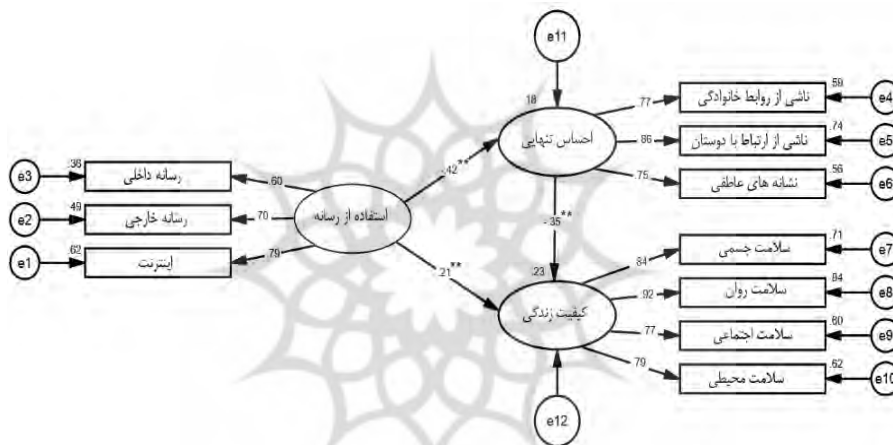 e11
.18
احساس تنهایی
.77
ناشی از روابط خانوادگی
.59
e4
.86
ناشی از ارتباط با دوستان
.74
e5
.75
نشانه های عاطفی
.56
e6
e3
.36
رسانه داخلی
.60
e2
.49
رسانه خارجی
.70
e1
.62
اینترنت
.79
استفاده از رسانه
-.42**
-.35**
.21**
.23
کیفیت زندگی
.84
سلامت جسمی
.71
e7
.92
سلامت روان
.84
e8
.77
سلامت اجتماعی
.60
e9
.79
سلامت محیطی
.62
e10
e12